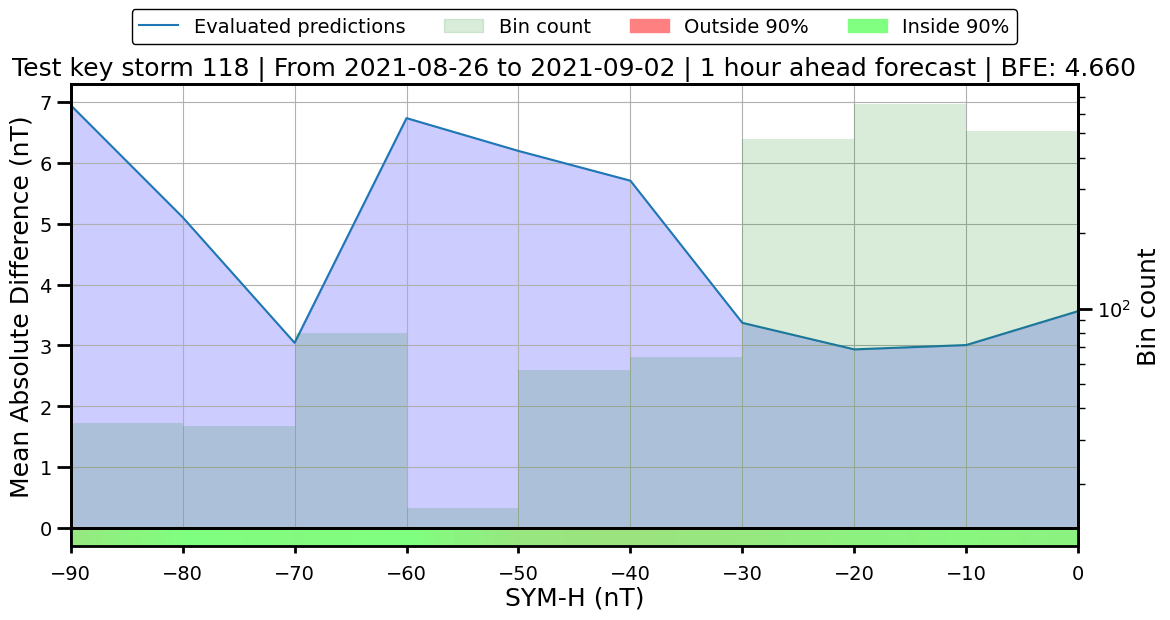 Evaluated predictions Bin count Outside 90% Inside 90%
Test key storm 118 | From 2021-08-26 to 2021-09-02 | 1 hour ahead forecast | BFE: 4.660
Mean Absolute Difference (nT)
7
6
5
4
3
2
1
0
10²
Bin count
−90 −80 −70 −60 −50 −40 −30 −20 −10 0
SYM-H (nT)